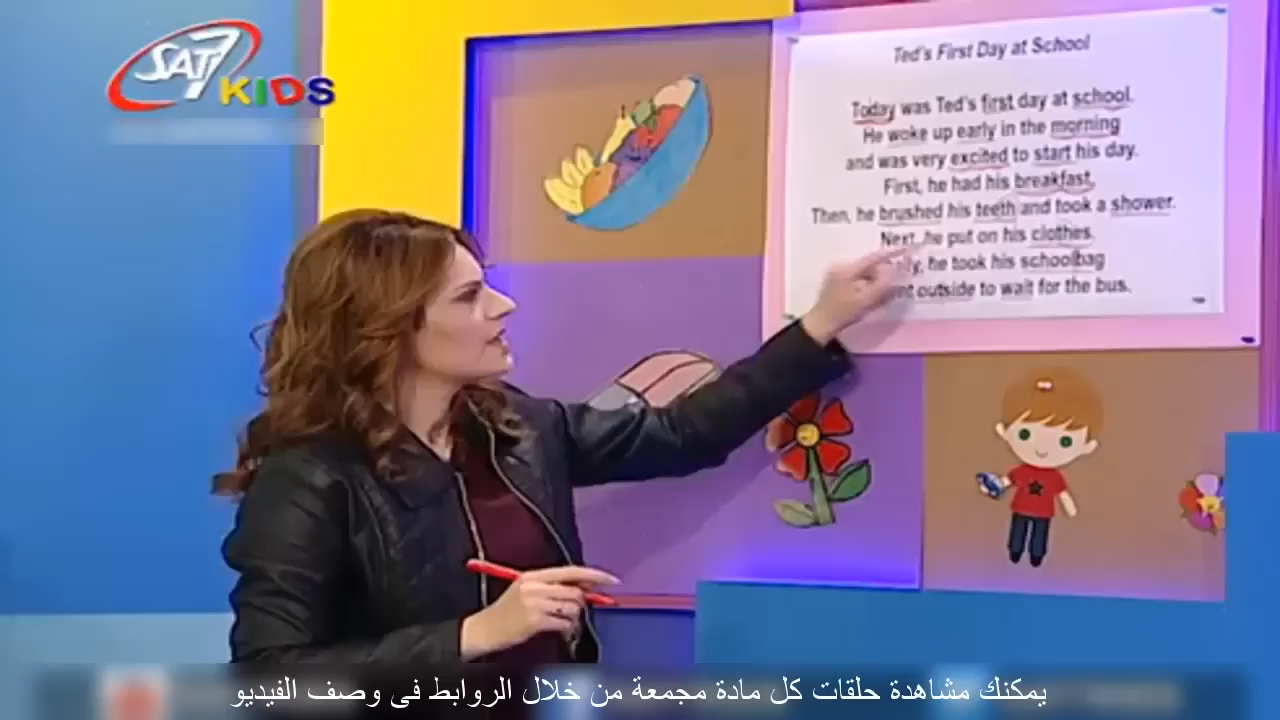 SAT7
KIDS
Ted's First Day at School
Today was Ted's first day at school.
He woke up early in the morning
and was very excited to start his day.
First, he had his breakfast.
Then, he brushed his teeth and took a shower.
Next, he put on his clothes.
he took his schoolbag
outside to wait for the bus.
يمكنك مشاهدة حلقات كل مادة مجمعة من خلال الروابط فى وصف الفيديو